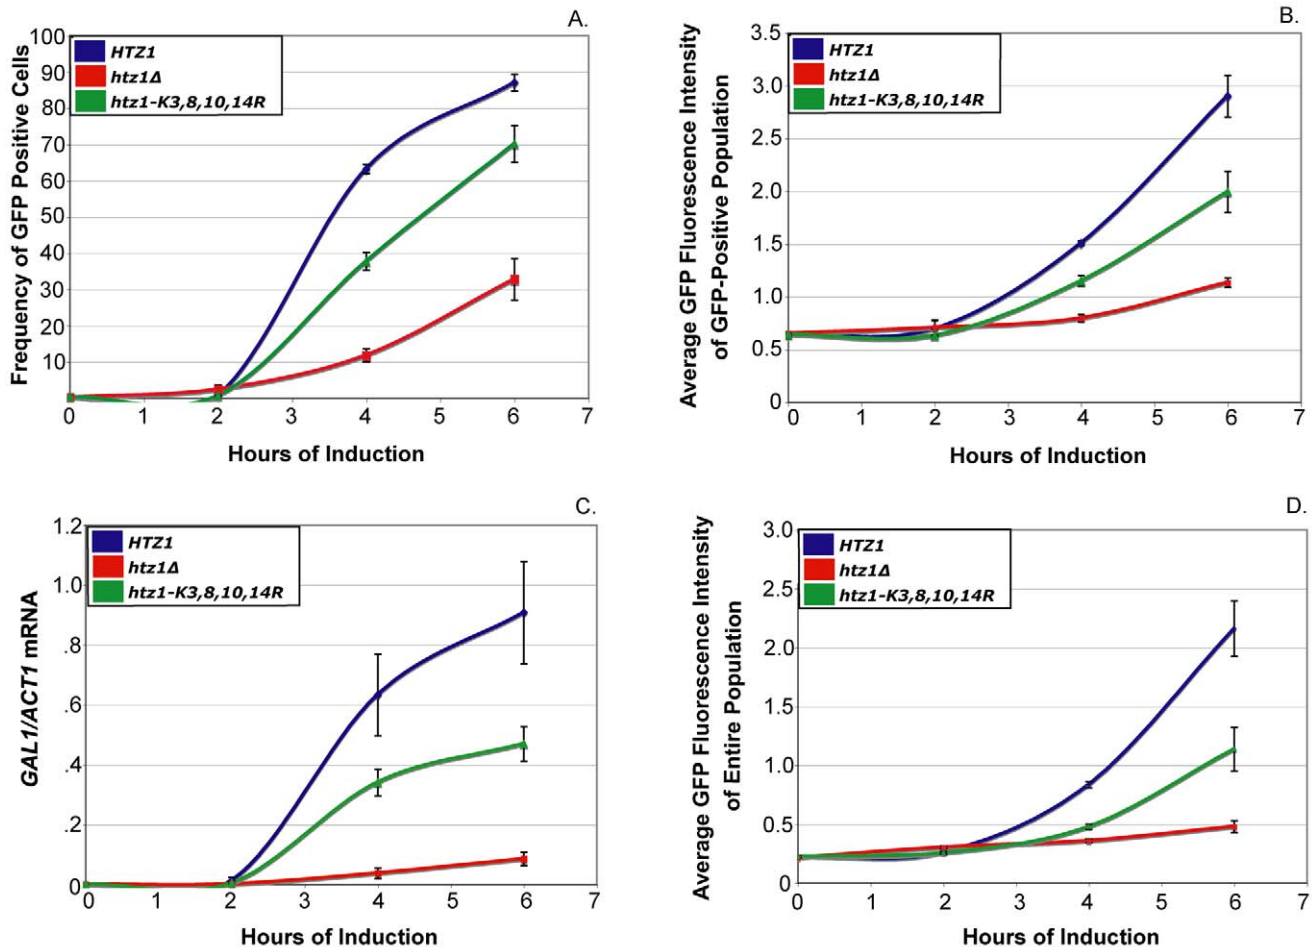 A.
Frequency of GFP Positive Cells
100
90
80
70
60
50
40
30
20
10
HTZ1
htz1Δ
htz1-K3,8,10,14R
0 1 2 3 4 5 6 7
Hours of Induction
B.
Average GFP Fluorescence Intensity
of GFP-Positive Population
3.5
3.0
2.5
2.0
1.5
1.0
0.5
0
HTZ1
htz1Δ
htz1-K3,8,10,14R
0 1 2 3 4 5 6 7
Hours of Induction
C.
GAL1/ACT1 mRNA
1.2
1.0
.8
.6
.4
.2
0
HTZ1
htz1Δ
htz1-K3,8,10,14R
0 1 2 3 4 5 6 7
Hours of Induction
D.
Average GFP Fluorescence Intensity
of Entire Population
3.0
2.5
2.0
1.5
1.0
0.5
0
HTZ1
htz1Δ
htz1-K3,8,10,14R
0 1 2 3 4 5 6 7
Hours of Induction